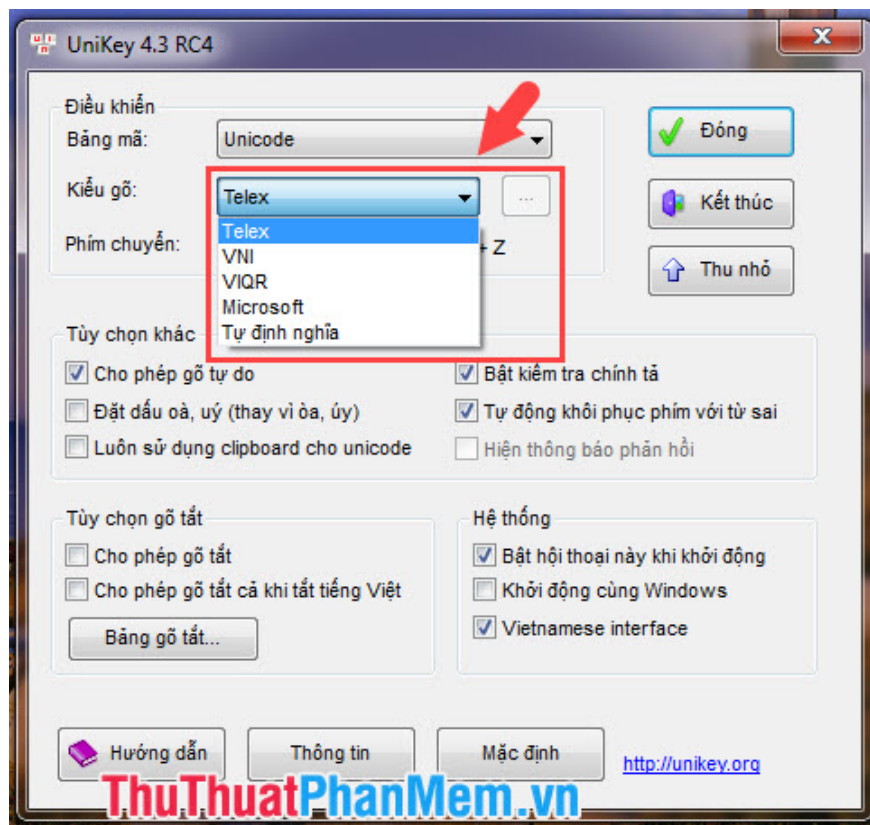 UniKey 4.3 RC4
Điều khiển
Bảng mã: Unicode
Đóng
Kiểu gõ: Telex ...
Kết thúc
Telex
Phím chuyển: + Z
VNI
VIQR
Thu nhỏ
Microsoft
Tự định nghĩa
Tùy chọn khác
Cho phép gõ tự do
Bật kiểm tra chính tả
Đặt dấu oà, uý (thay vì òa, úy)
Tự động khôi phục phím với từ sai
Luôn sử dụng clipboard cho unicode
Hiện thông báo phản hồi
Tùy chọn gõ tắt
Hệ thống
Cho phép gõ tắt
Bật hội thoại này khi khởi động
Cho phép gõ tắt cả khi tắt tiếng Việt
Khởi động cùng Windows
Bảng gõ tắt...
Vietnamese interface
Hướng dẫn
Thông tin
Mặc định
http://unikey.org
ThuThuatPhanMem.vn